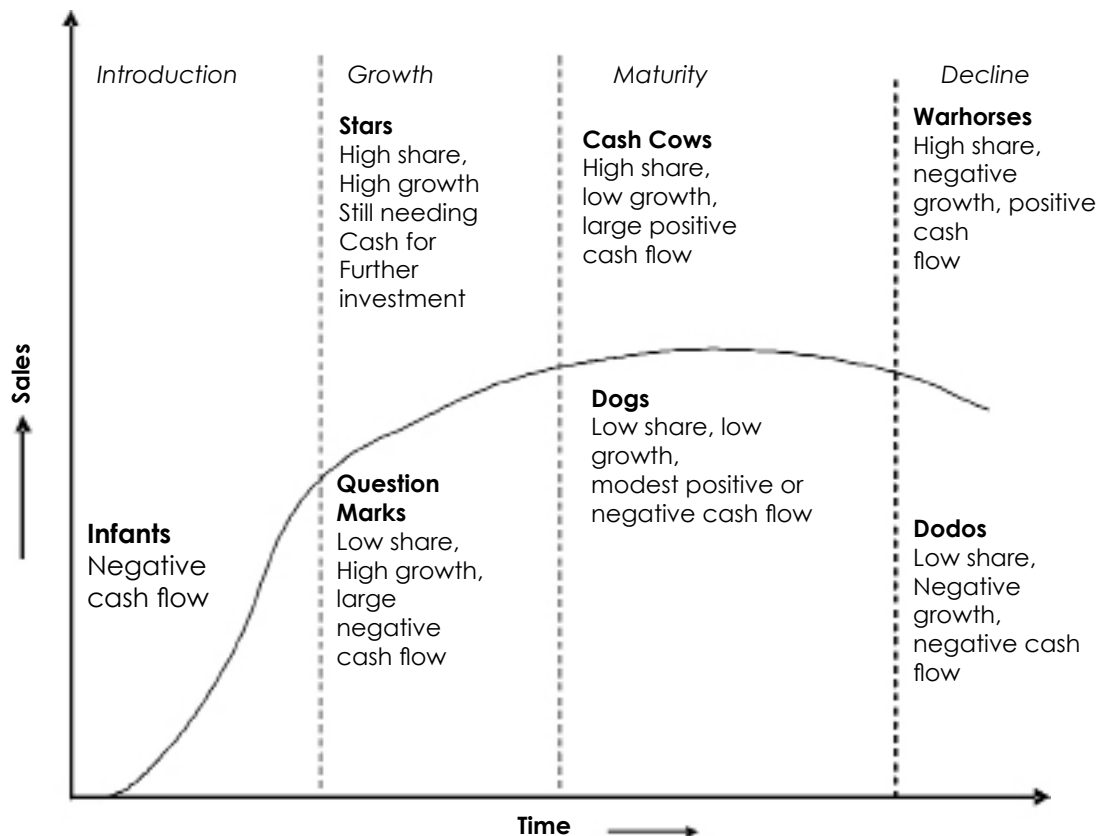 Introduction
Growth
Maturity
Decline
Stars
High share,
High growth
Still needing
Cash for
Further
investment
Cash Cows
High share,
low growth,
large positive
cash flow
Warhorses
High share,
negative
growth, positive
cash
flow
Sales
Infants
Negative
cash flow
Question
Marks
Low share,
High growth,
large
negative
cash flow
Dogs
Low share, low
growth,
modest positive or
negative cash flow
Dodos
Low share,
Negative
growth,
negative cash
flow
Time